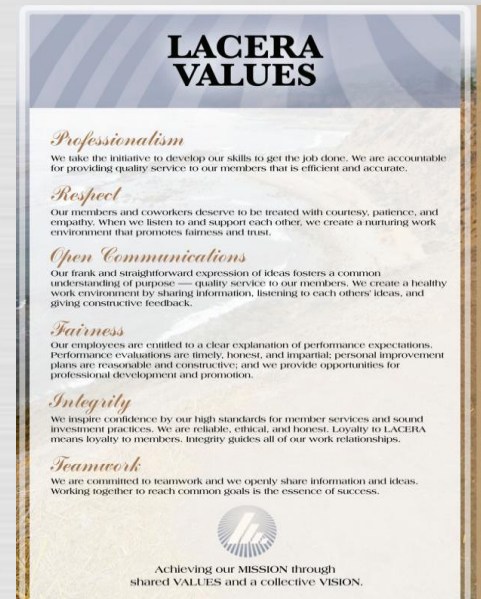 LACERA
VALUES
Professionalism
We take the initiative to develop our skills to get the job done. We are accountable
for providing quality service to our members that is efficient and accurate.
Respect
Our members and coworkers deserve to be treated with courtesy, patience, and
empathy. When we listen to and support each other, we create a nurturing work
environment that promotes fairness and trust.
Open Communications
Our frank and straightforward expression of ideas fosters a common
understanding of purpose — quality service to our members. We create a healthy
work environment by sharing information, listening to each others' ideas, and
giving constructive feedback.
Fairness
Our employees are entitled to a clear explanation of performance expectations.
Performance evaluations are timely, honest, and impartial; personal improvement
plans are reasonable and constructive; and we provide opportunities for
professional development and promotion.
Integrity
We inspire confidence by our high standards for member services and sound
investment practices. We are reliable, ethical, and honest. Loyalty to LACERA
means loyalty to members. Integrity guides all of our work relationships.
Teamwork
We are committed to teamwork and we openly share information and ideas.
Working together to reach common goals is the essence of success.
Achieving our MISSION through
shared VALUES and a collective VISION.